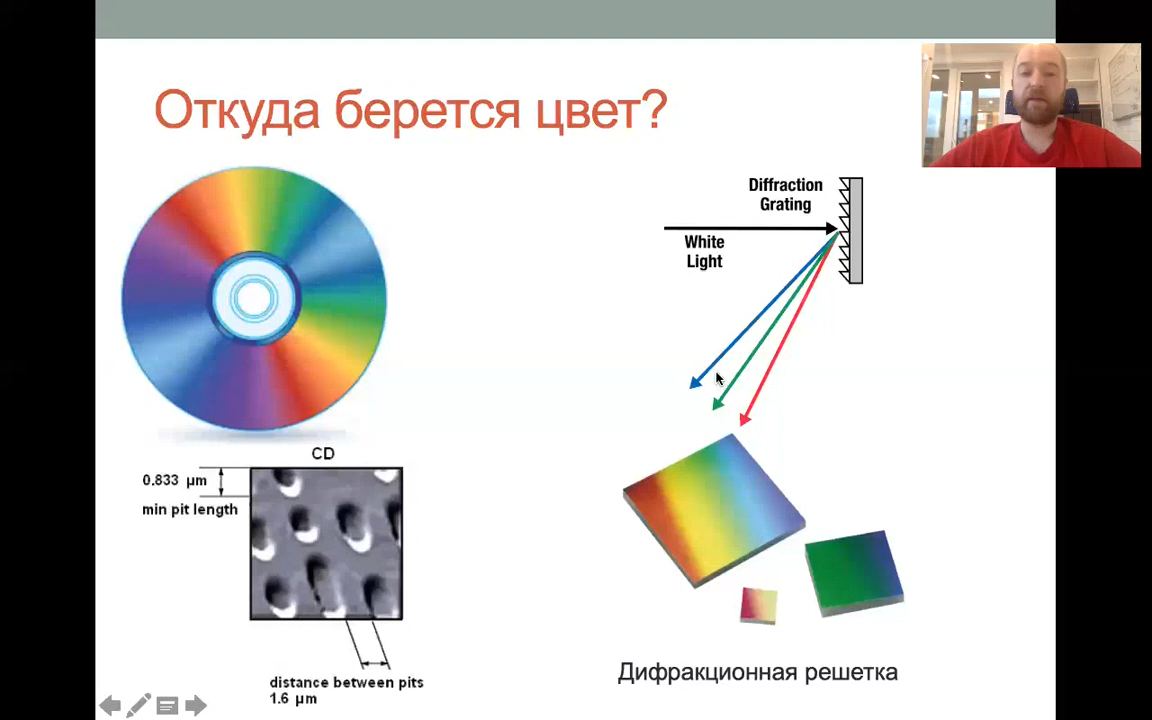 Откуда берется цвет?
Diffraction
Grating
White
Light
CD
0.833 µm
min pit length
distance between pits
1.6 µm
Дифракционная решетка